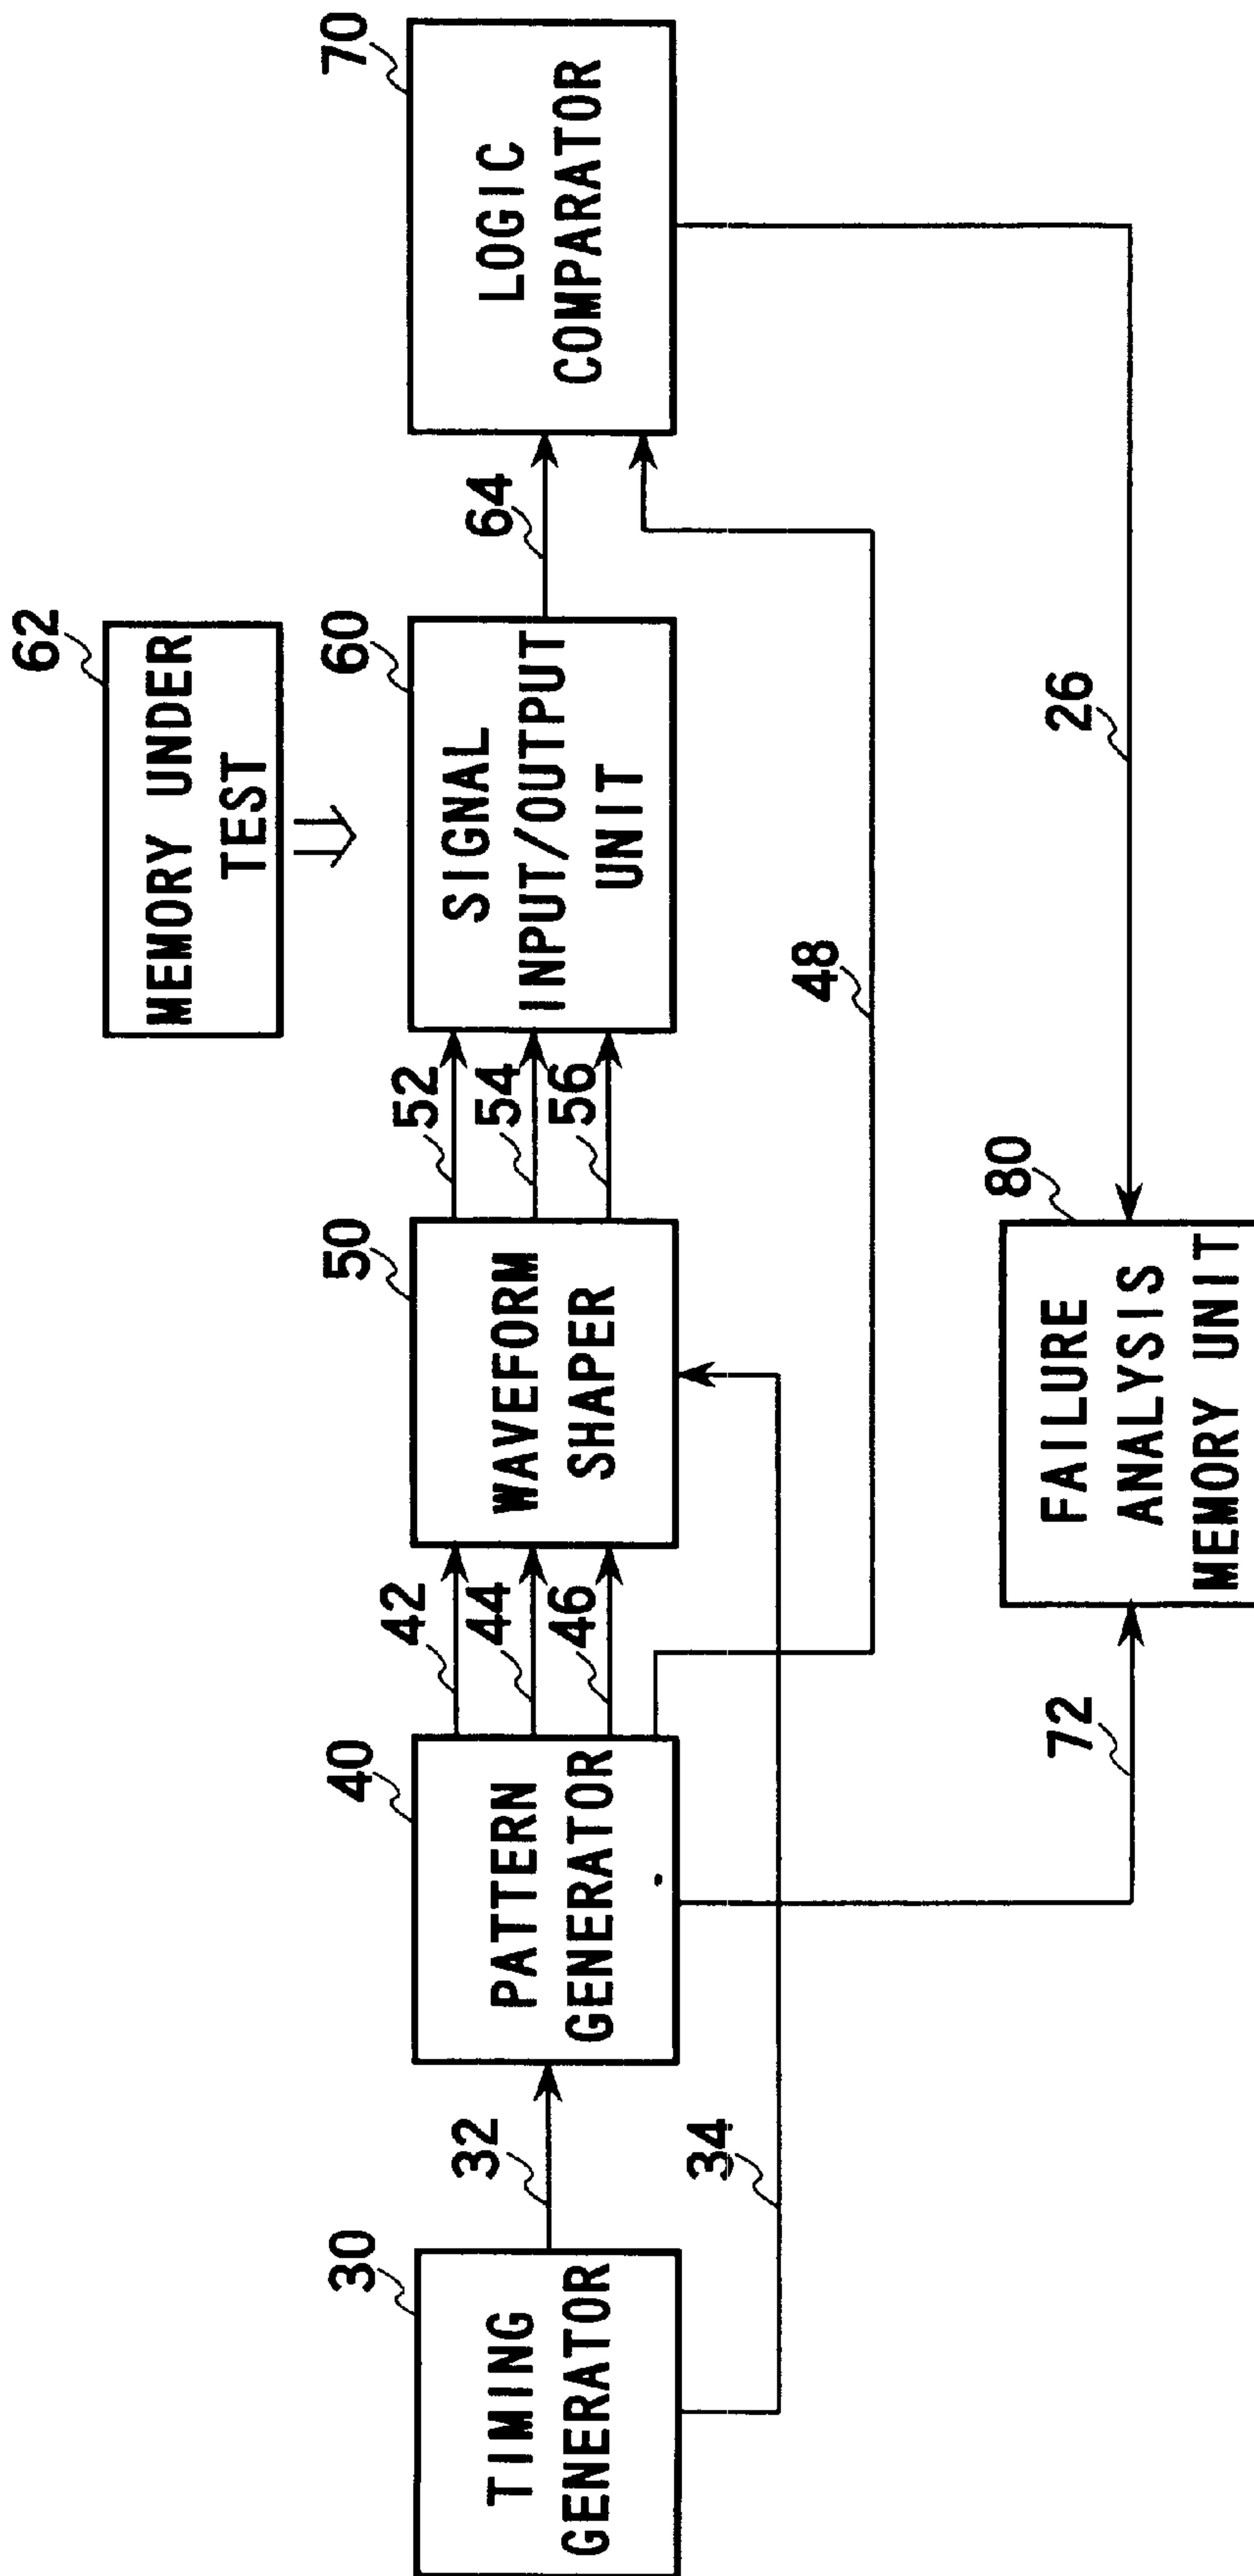 62
MEMORY UNDER
TEST
30
TIMING
GENERATOR
32
34
40
PATTERN
GENERATOR
42
44
46
50
WAVEFORM
SHAPER
52
54
56
60
SIGNAL
INPUT/OUTPUT
UNIT
64
70
LOGIC
COMPARATOR
48
72
80
FAILURE
ANALYSIS
MEMORY UNIT
26